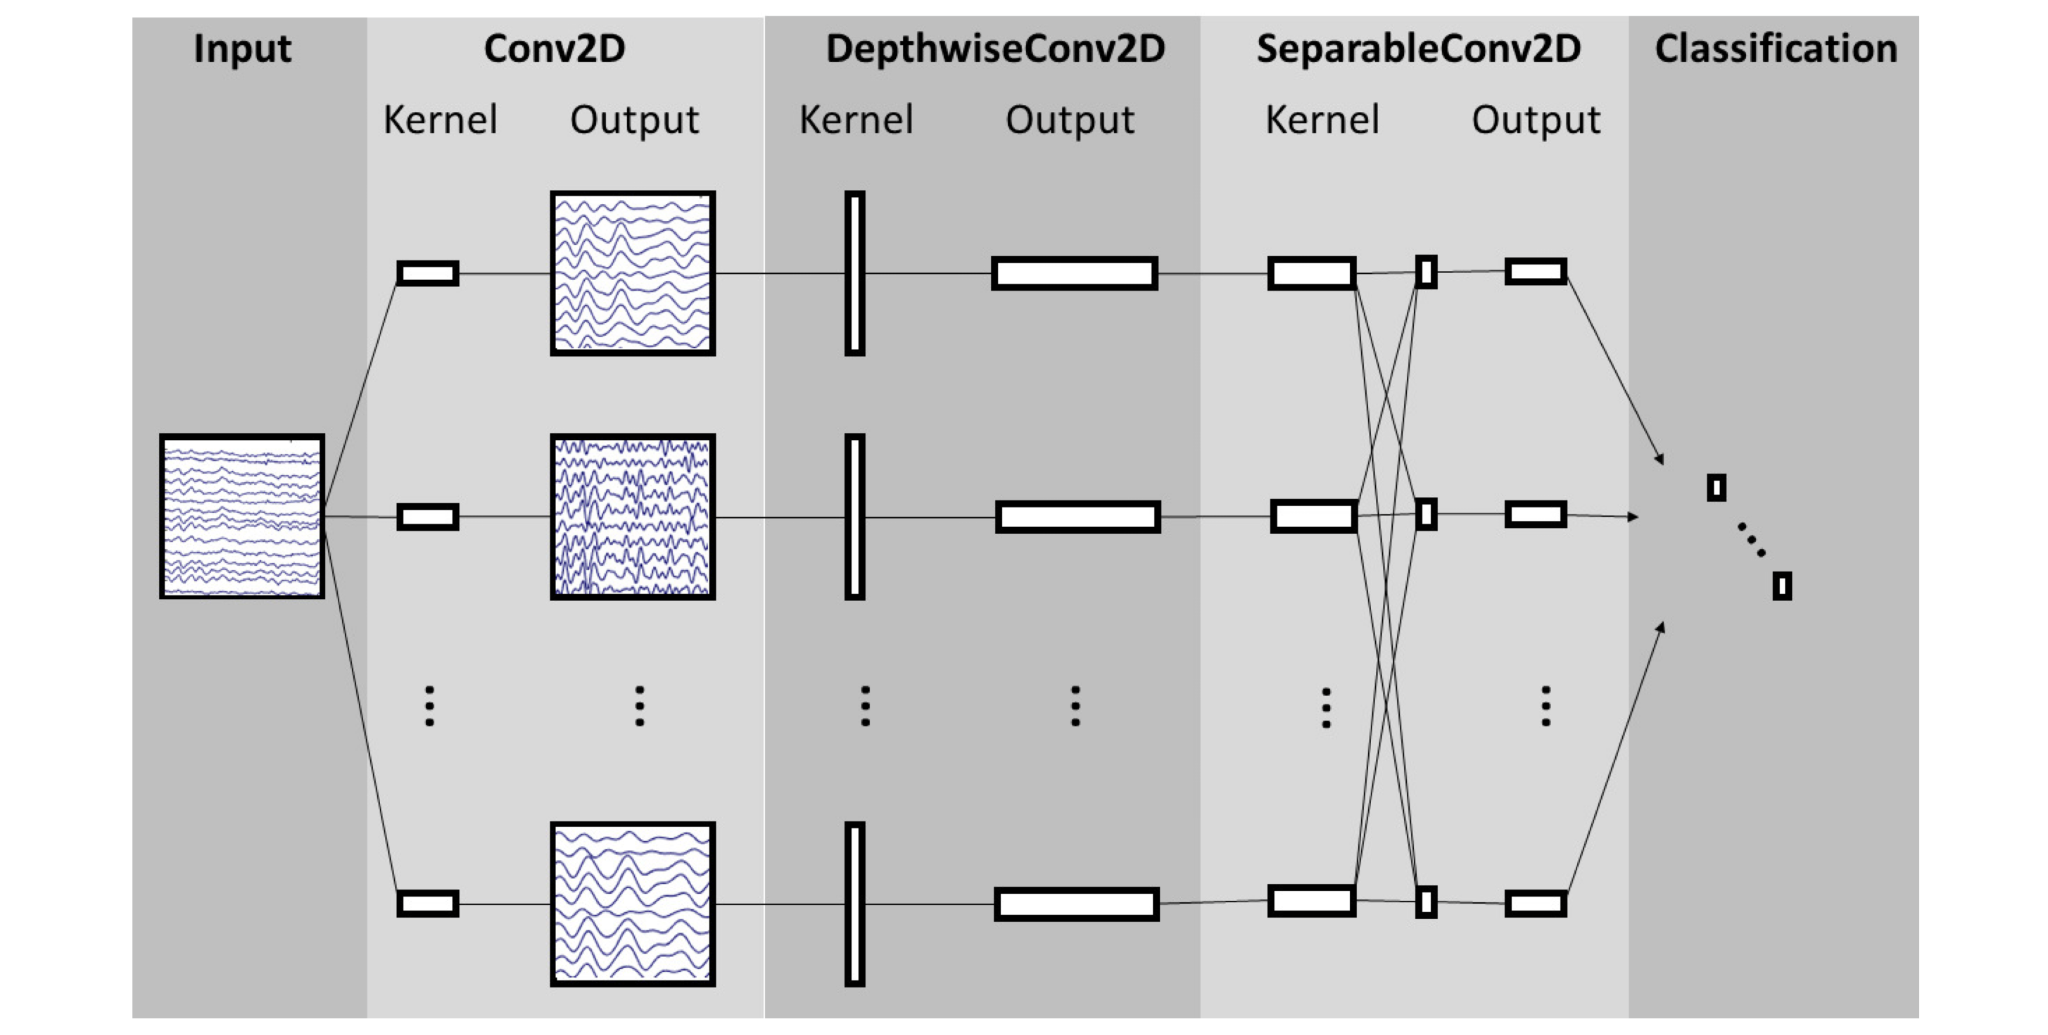 Input Conv2D DepthwiseConv2D SeparableConv2D Classification
Kernel Output Kernel Output Kernel Output